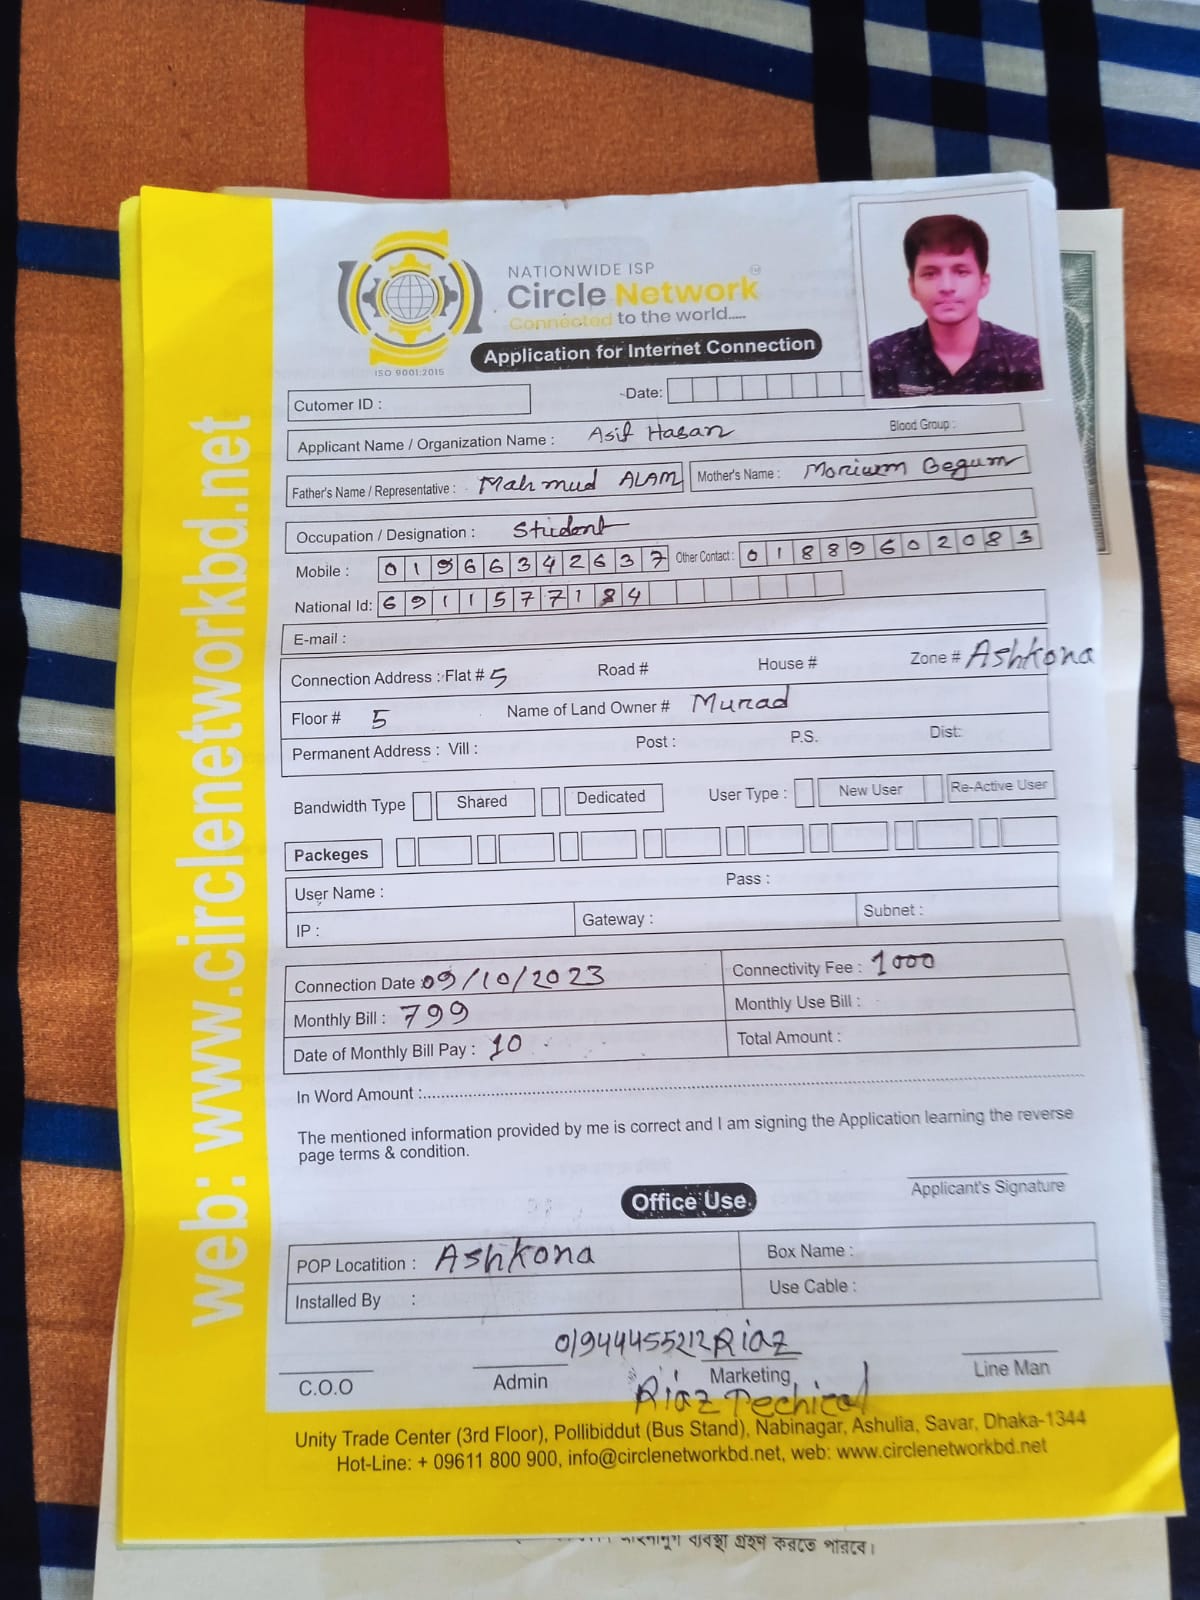 NATIONWIDE ISP
Circle Network
Connected to the world.....
ISO 9001:2015
Application for Internet Connection
Cutomer ID :
Date:
Applicant Name / Organization Name : Asif Hasan Blood Group :
Father's Name / Representative : Mahmud ALAM Mother's Name : Morium Begum
Occupation / Designation : Student
Mobile : 01966342637 Other Contact : 01889602083
National Id: 6911577184
E-mail :
Connection Address : Flat # 5 Road # House # Zone # Ashkona
Floor # 5 Name of Land Owner # Murad
Permanent Address : Vill : Post : P.S. Dist:
Bandwidth Type Shared Dedicated User Type : New User Re-Active User
Packeges
User Name : Pass :
IP : Gateway : Subnet :
Connection Date : 09/10/2023 Connectivity Fee : 1000
Monthly Bill : 799 Monthly Use Bill :
Date of Monthly Bill Pay : 10 Total Amount :
In Word Amount :
The mentioned information provided by me is correct and I am signing the Application learning the reverse
page terms & condition.
Applicant's Signature
Office Use.
POP Locatition : Ashkona Box Name :
Installed By : Use Cable :
01944455212 Riaz
C.O.O Admin Marketing Line Man
Riaz Techical
Unity Trade Center (3rd Floor), Pollibiddut (Bus Stand), Nabinagar, Ashulia, Savar, Dhaka-1344
Hot-Line: + 09611 800 900, info@circlenetworkbd.net, web: www.circlenetworkbd.net
web: www.circlenetworkbd.net
ব্যবস্থা গ্রহণ করতে পারবে।